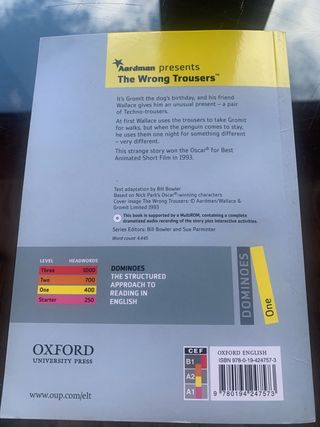 Aardman presents
The Wrong Trousers™
It's Gromit the dog's birthday, and his friend
Wallace gives him an unusual present – a pair
of Techno-trousers.
At first Wallace uses the trousers to take Gromit
for walks, but when the penguin comes to stay,
he uses them one night for something different
– very different.
This strange story won the Oscar® for Best
Animated Short Film in 1993.
Text adaptation by Bill Bowler
Based on Nick Park's Oscar®-winning characters
Cover image The Wrong Trousers: © Aardman/Wallace &
Gromit Limited 1993
This book is supported by a MultiROM, containing a complete
dramatized audio recording of the story plus interactive activities.
Series Editors: Bill Bowler and Sue Parminter
Word count 4,445
LEVEL HEADWORDS
Three 1000
Two 700
One 400
Starter 250
DOMINOES
THE STRUCTURED
APPROACH TO
READING IN
ENGLISH
DOMINOES
One
OXFORD
UNIVERSITY PRESS
www.oup.com/elt
CEF
B1
A2
A1
OXFORD ENGLISH
ISBN 978-0-19-424757-3
9 780194 247573